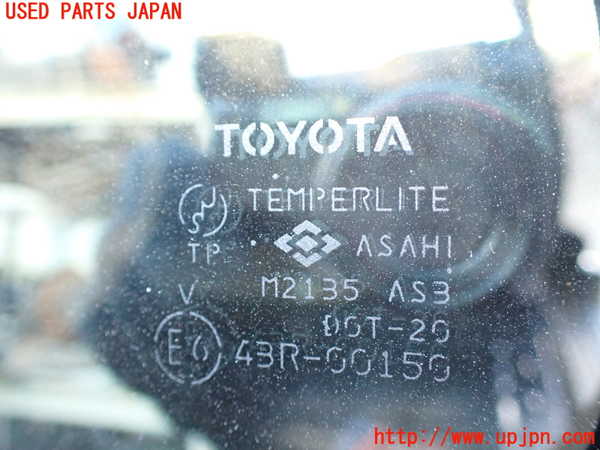 USED PARTS JAPAN
TOYOTA
TEMPERLITE
TP ASAHI
V M2135 AS3
DOT-20
E6 43R-00150
http://www.upjpn.com